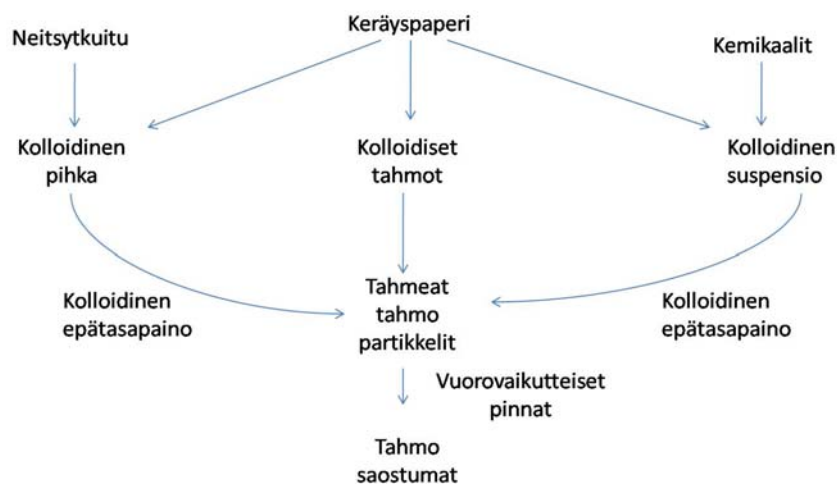 Neitsytkuitu
Keräyspaperi
Kemikaalit
Kolloidinen
pihka
Kolloidiset
tahmot
Kolloidinen
suspensio
Kolloidinen
epätasapaino
Tahmeat
tahmo
partikkelit
Kolloidinen
epätasapaino
Vuorovaikutteiset
pinnat
Tahmo
saostumat